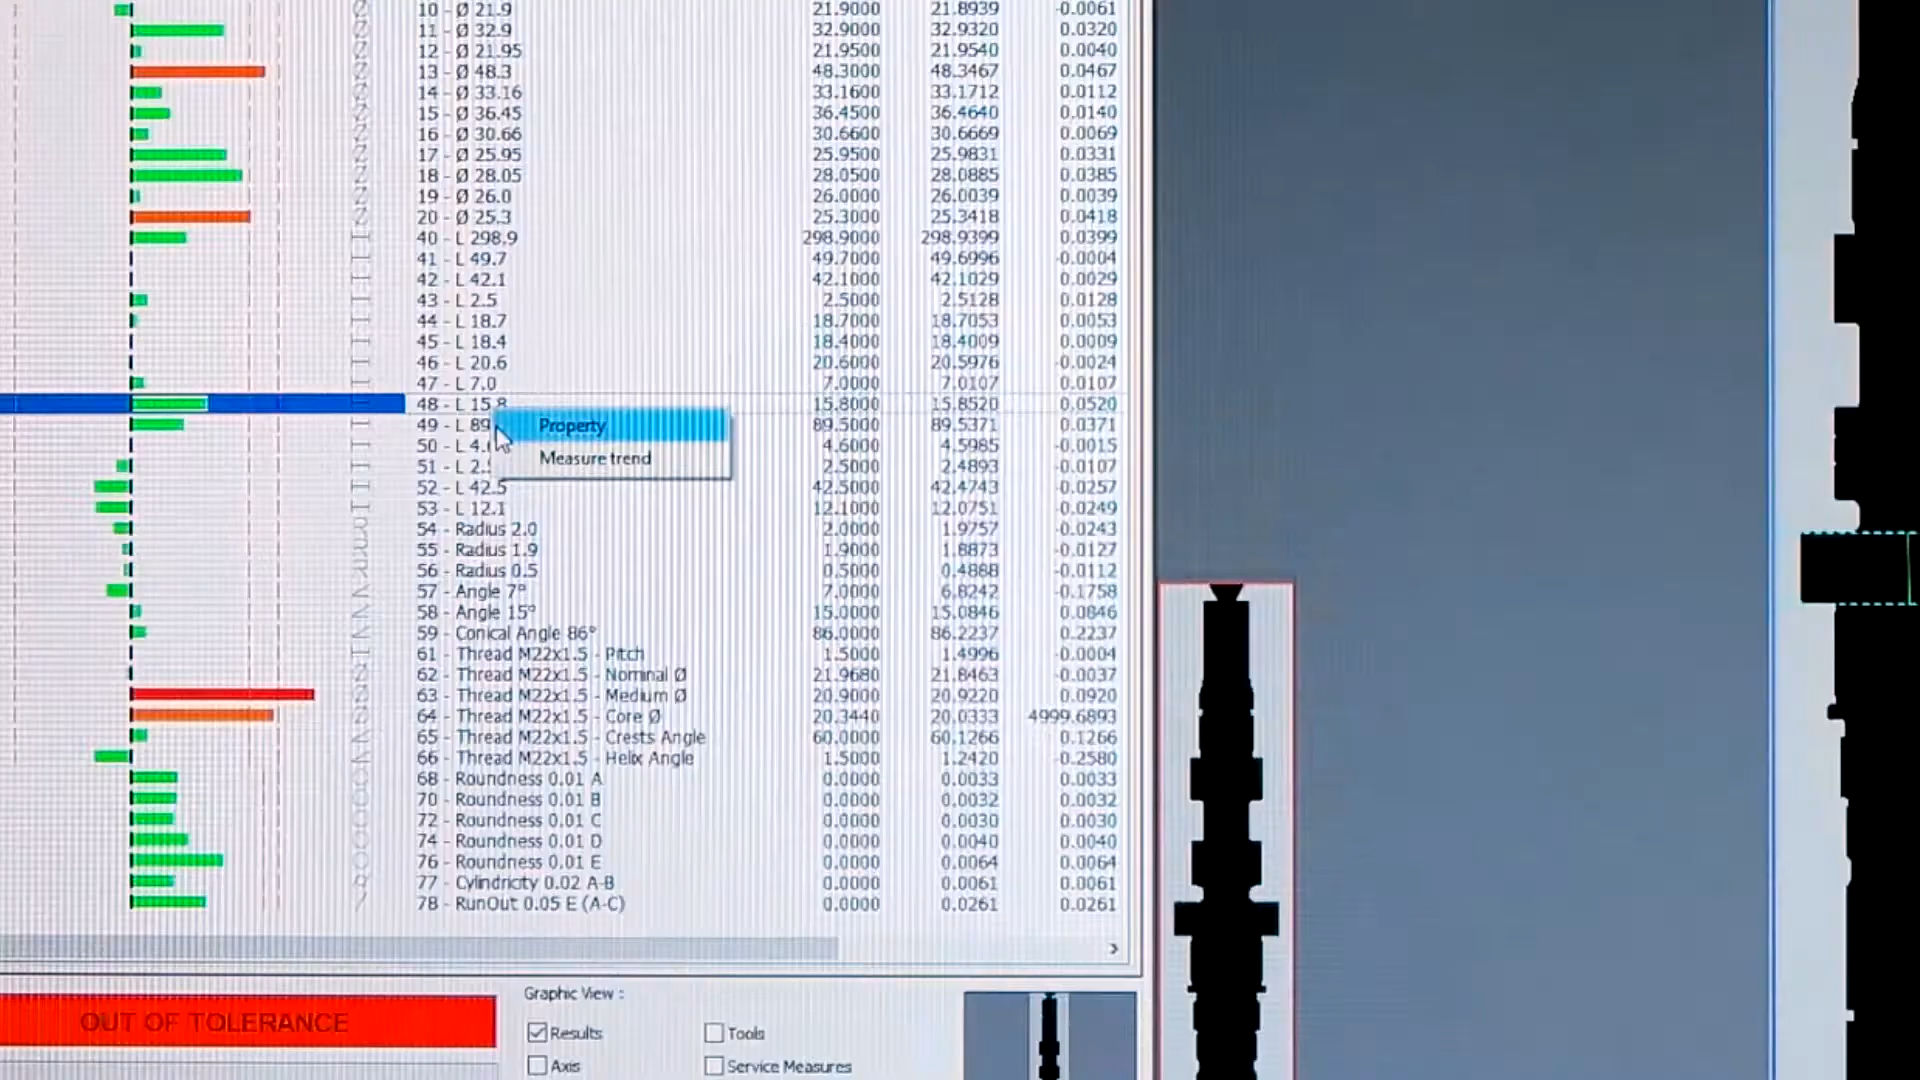 10 - Ø 21.9 21.9000 21.8939 -0.0061
11 - Ø 32.9 32.9000 32.9320 0.0320
12 - Ø 21.95 21.9500 21.9540 0.0040
13 - Ø 48.3 48.3000 48.3467 0.0467
14 - Ø 33.16 33.1600 33.1712 0.0112
15 - Ø 36.45 36.4500 36.4640 0.0140
16 - Ø 30.66 30.6600 30.6669 0.0069
17 - Ø 25.95 25.9500 25.9831 0.0331
18 - Ø 28.05 28.0500 28.0885 0.0385
19 - Ø 26.0 26.0000 26.0039 0.0039
20 - Ø 25.3 25.3000 25.3418 0.0418
40 - L 298.9 298.9000 298.9399 0.0399
41 - L 49.7 49.7000 49.6996 -0.0004
42 - L 42.1 42.1000 42.1029 0.0029
43 - L 2.5 2.5000 2.5128 0.0128
44 - L 18.7 18.7000 18.7053 0.0053
45 - L 18.4 18.4000 18.4009 0.0009
46 - L 20.6 20.6000 20.5976 -0.0024
47 - L 7.0 7.0000 7.0107 0.0107
48 - L 15.8 15.8000 15.8520 0.0520
49 - L 89 Property 89.5000 89.5371 0.0371
50 - L 4. 4.6000 4.5985 -0.0015
Measure trend
51 - L 2. 2.5000 2.4893 -0.0107
52 - L 42.5 42.5000 42.4743 -0.0257
53 - L 12.1 12.1000 12.0751 -0.0249
54 - Radius 2.0 2.0000 1.9757 -0.0243
55 - Radius 1.9 1.9000 1.8873 -0.0127
56 - Radius 0.5 0.5000 0.4888 -0.0112
57 - Angle 7° 7.0000 6.8242 -0.1758
58 - Angle 15° 15.0000 15.0846 0.0846
59 - Conical Angle 86° 86.0000 86.2237 0.2237
61 - Thread M22x1.5 - Pitch 1.5000 1.4996 -0.0004
62 - Thread M22x1.5 - Nominal Ø 21.9680 21.8463 -0.0037
63 - Thread M22x1.5 - Medium Ø 20.9000 20.9220 0.0920
64 - Thread M22x1.5 - Core Ø 20.3440 20.0333 4999.6893
65 - Thread M22x1.5 - Crests Angle 60.0000 60.1266 0.1266
66 - Thread M22x1.5 - Helix Angle 1.5000 1.2420 -0.2580
68 - Roundness 0.01 A 0.0000 0.0033 0.0033
70 - Roundness 0.01 B 0.0000 0.0032 0.0032
72 - Roundness 0.01 C 0.0000 0.0030 0.0030
74 - Roundness 0.01 D 0.0000 0.0040 0.0040
76 - Roundness 0.01 E 0.0000 0.0064 0.0064
77 - Cylindricity 0.02 A-B 0.0000 0.0061 0.0061
78 - RunOut 0.05 E (A-C) 0.0000 0.0261 0.0261
OUT OF TOLERANCE
Graphic View :
Results
Tools
Axis
Service Measures